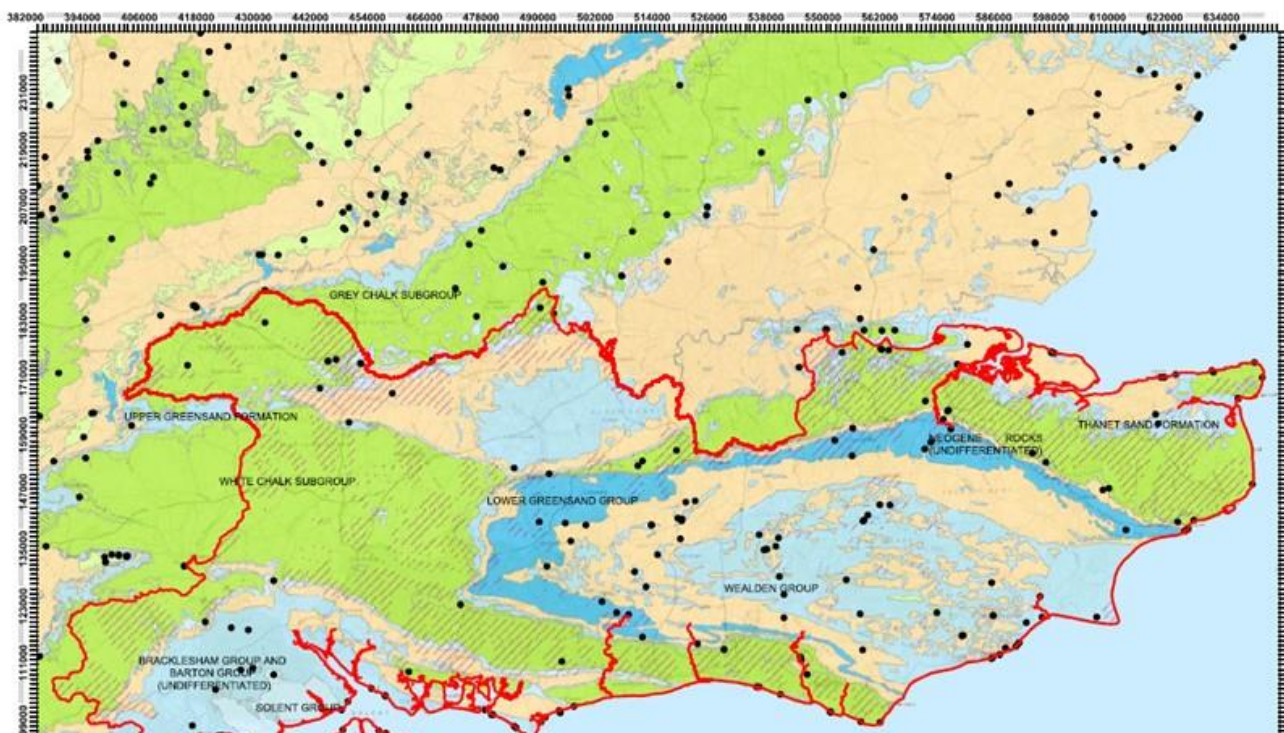 382000 394000 406000 418000 430000 442000 454000 466000 478000 490000 502000 514000 526000 538000 550000 562000 574000 586000 598000 610000 622000 634000
231000
219000
207000
195000
183000
171000
159000
147000
135000
123000
111000
99000
GREY CHALK SUBGROUP
UPPER GREENSAND FORMATION
THANET SAND FORMATION
NEOGENE ROCKS
(UNDIFFERENTIATED)
WHITE CHALK SUBGROUP
LOWER GREENSAND GROUP
WEALDEN GROUP
BRACKLESHAM GROUP AND
BARTON GROUP
(UNDIFFERENTIATED)
SOLENT GROUP